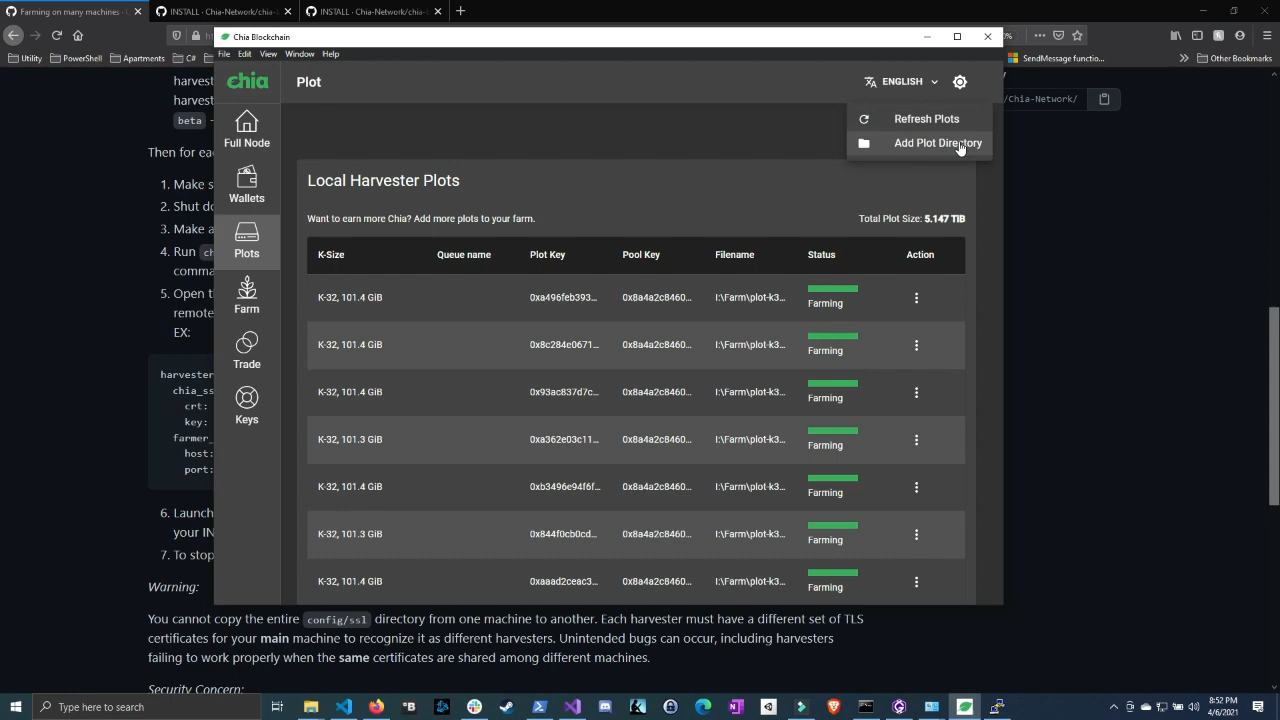 Farming on many machines
INSTALL · Chia-Network/chia-
INSTALL · Chia-Network/chia-
Utility
PowerShell
Apartments
C#
SendMessage functio...
Other Bookmarks
Chia Blockchain
File Edit View Window Help
chia
Plot
ENGLISH
Refresh Plots
Add Plot Directory
Full Node
Wallets
Plots
Farm
Trade
Keys
Local Harvester Plots
Want to earn more Chia? Add more plots to your farm.
Total Plot Size: 5.147 TIB
K-Size Queue name Plot Key Pool Key Filename Status Action
K-32, 101.4 GiB 0xa496feb393... 0x8a4a2c8460... I:\Farm\plot-k3... Farming
K-32, 101.4 GiB 0x8c284e0671... 0x8a4a2c8460... I:\Farm\plot-k3... Farming
K-32, 101.4 GiB 0x93ac837d7c... 0x8a4a2c8460... I:\Farm\plot-k3... Farming
K-32, 101.3 GiB 0xa362e03c11... 0x8a4a2c8460... I:\Farm\plot-k3... Farming
K-32, 101.4 GiB 0xb3496e94f6f... 0x8a4a2c8460... I:\Farm\plot-k3... Farming
K-32, 101.3 GiB 0x844f0cb0cd... 0x8a4a2c8460... I:\Farm\plot-k3... Farming
K-32, 101.4 GiB 0xaaad2ceac3... 0x8a4a2c8460... I:\Farm\plot-k3... Farming
/Chia-Network/
harvest
harvest
beta -
Then for ea
1. Make s
2. Shut do
3. Make a
4. Run ch
comma
5. Open t
remote
EX:
harvester
chia_ss
crt:
key:
farmer_
host:
port:
6. Launch
your IN
7. To stop
Warning:
You cannot copy the entire config/ssl directory from one machine to another. Each harvester must have a different set of TLS
certificates for your main machine to recognize it as different harvesters. Unintended bugs can occur, including harvesters
failing to work properly when the same certificates are shared among different machines.
Security Concern:
Type here to search
8:52 PM
4/6/2021